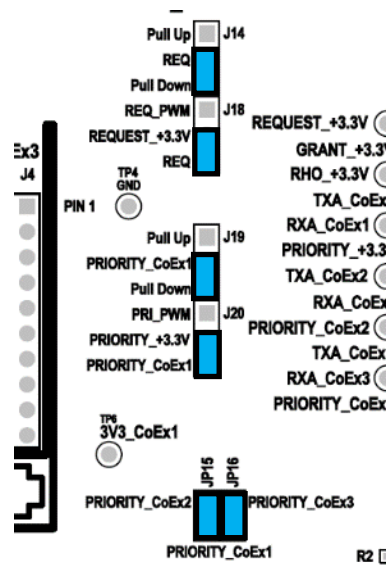 Pull Up J14
REQ
Pull Down
REQ_PWM J18
REQUEST_+3.3V
REQ
Ex3
J4
PIN 1
TP4
GND
REQUEST_+3.3V
GRANT_+3.3V
RHO_+3.3V
TXA_CoEx
RXA_CoEx1
PRIORITY_+3.3
TXA_CoEx2
RXA_CoEx
PRIORITY_CoEx2
TXA_CoEx
RXA_CoEx3
PRIORITY_CoEx
Pull Up J19
PRIORITY_CoEx1
Pull Down
PRI_PWM J20
PRIORITY_+3.3V
PRIORITY_CoEx1
TP6
3V3_CoEx1
JP15 JP16
PRIORITY_CoEx2 PRIORITY_CoEx3
PRIORITY_CoEx1
R2